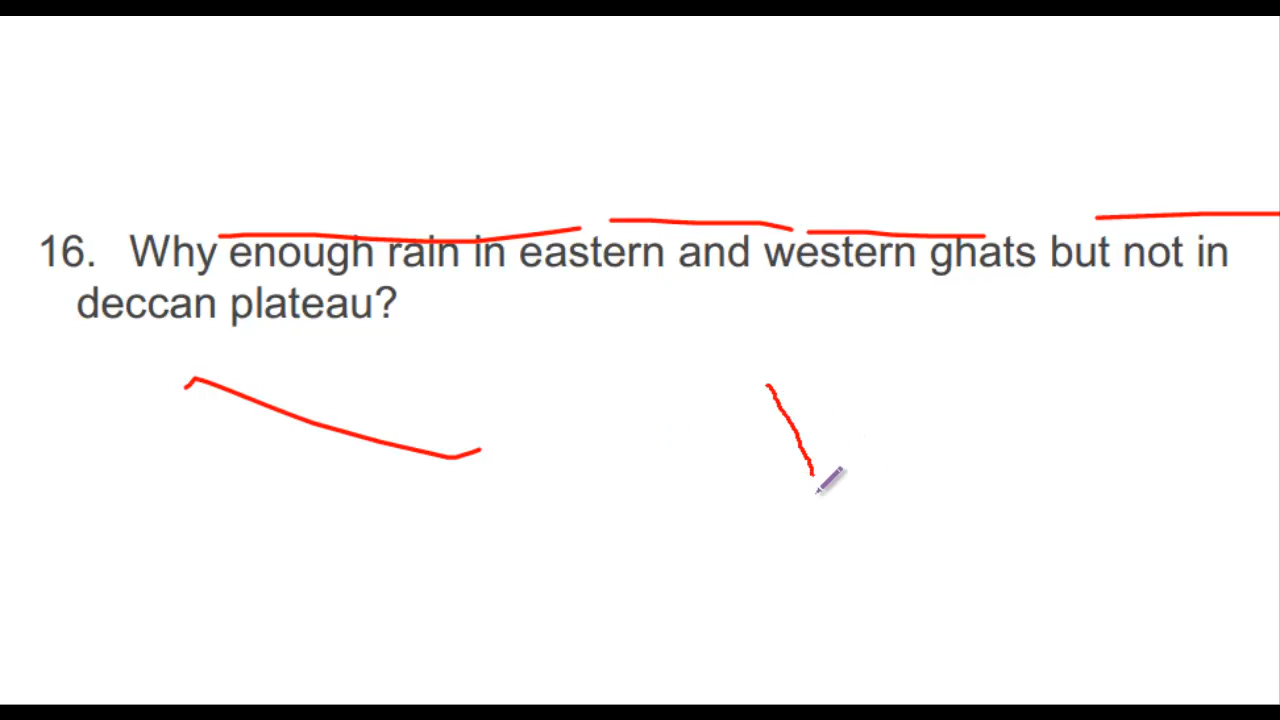 16. Why enough rain in eastern and western ghats but not in
deccan plateau?